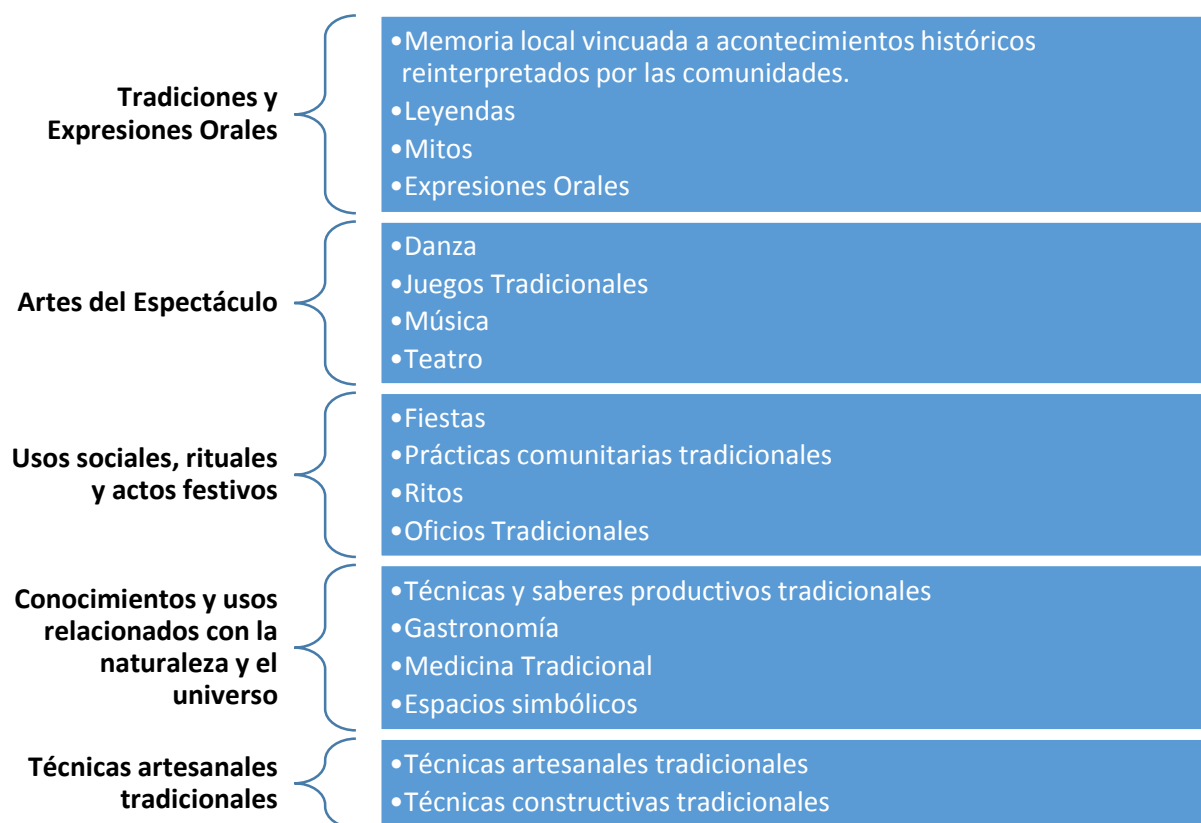 Tradiciones y
Expresiones Orales
•Memoria local vincuada a acontecimientos históricos
reinterpretados por las comunidades.
•Leyendas
•Mitos
•Expresiones Orales
Artes del Espectáculo
•Danza
•Juegos Tradicionales
•Música
•Teatro
Usos sociales, rituales
y actos festivos
•Fiestas
•Prácticas comunitarias tradicionales
•Ritos
•Oficios Tradicionales
Conocimientos y usos
relacionados con la
naturaleza y el
universo
•Técnicas y saberes productivos tradicionales
•Gastronomía
•Medicina Tradicional
•Espacios simbólicos
Técnicas artesanales
tradicionales
•Técnicas artesanales tradicionales
•Técnicas constructivas tradicionales